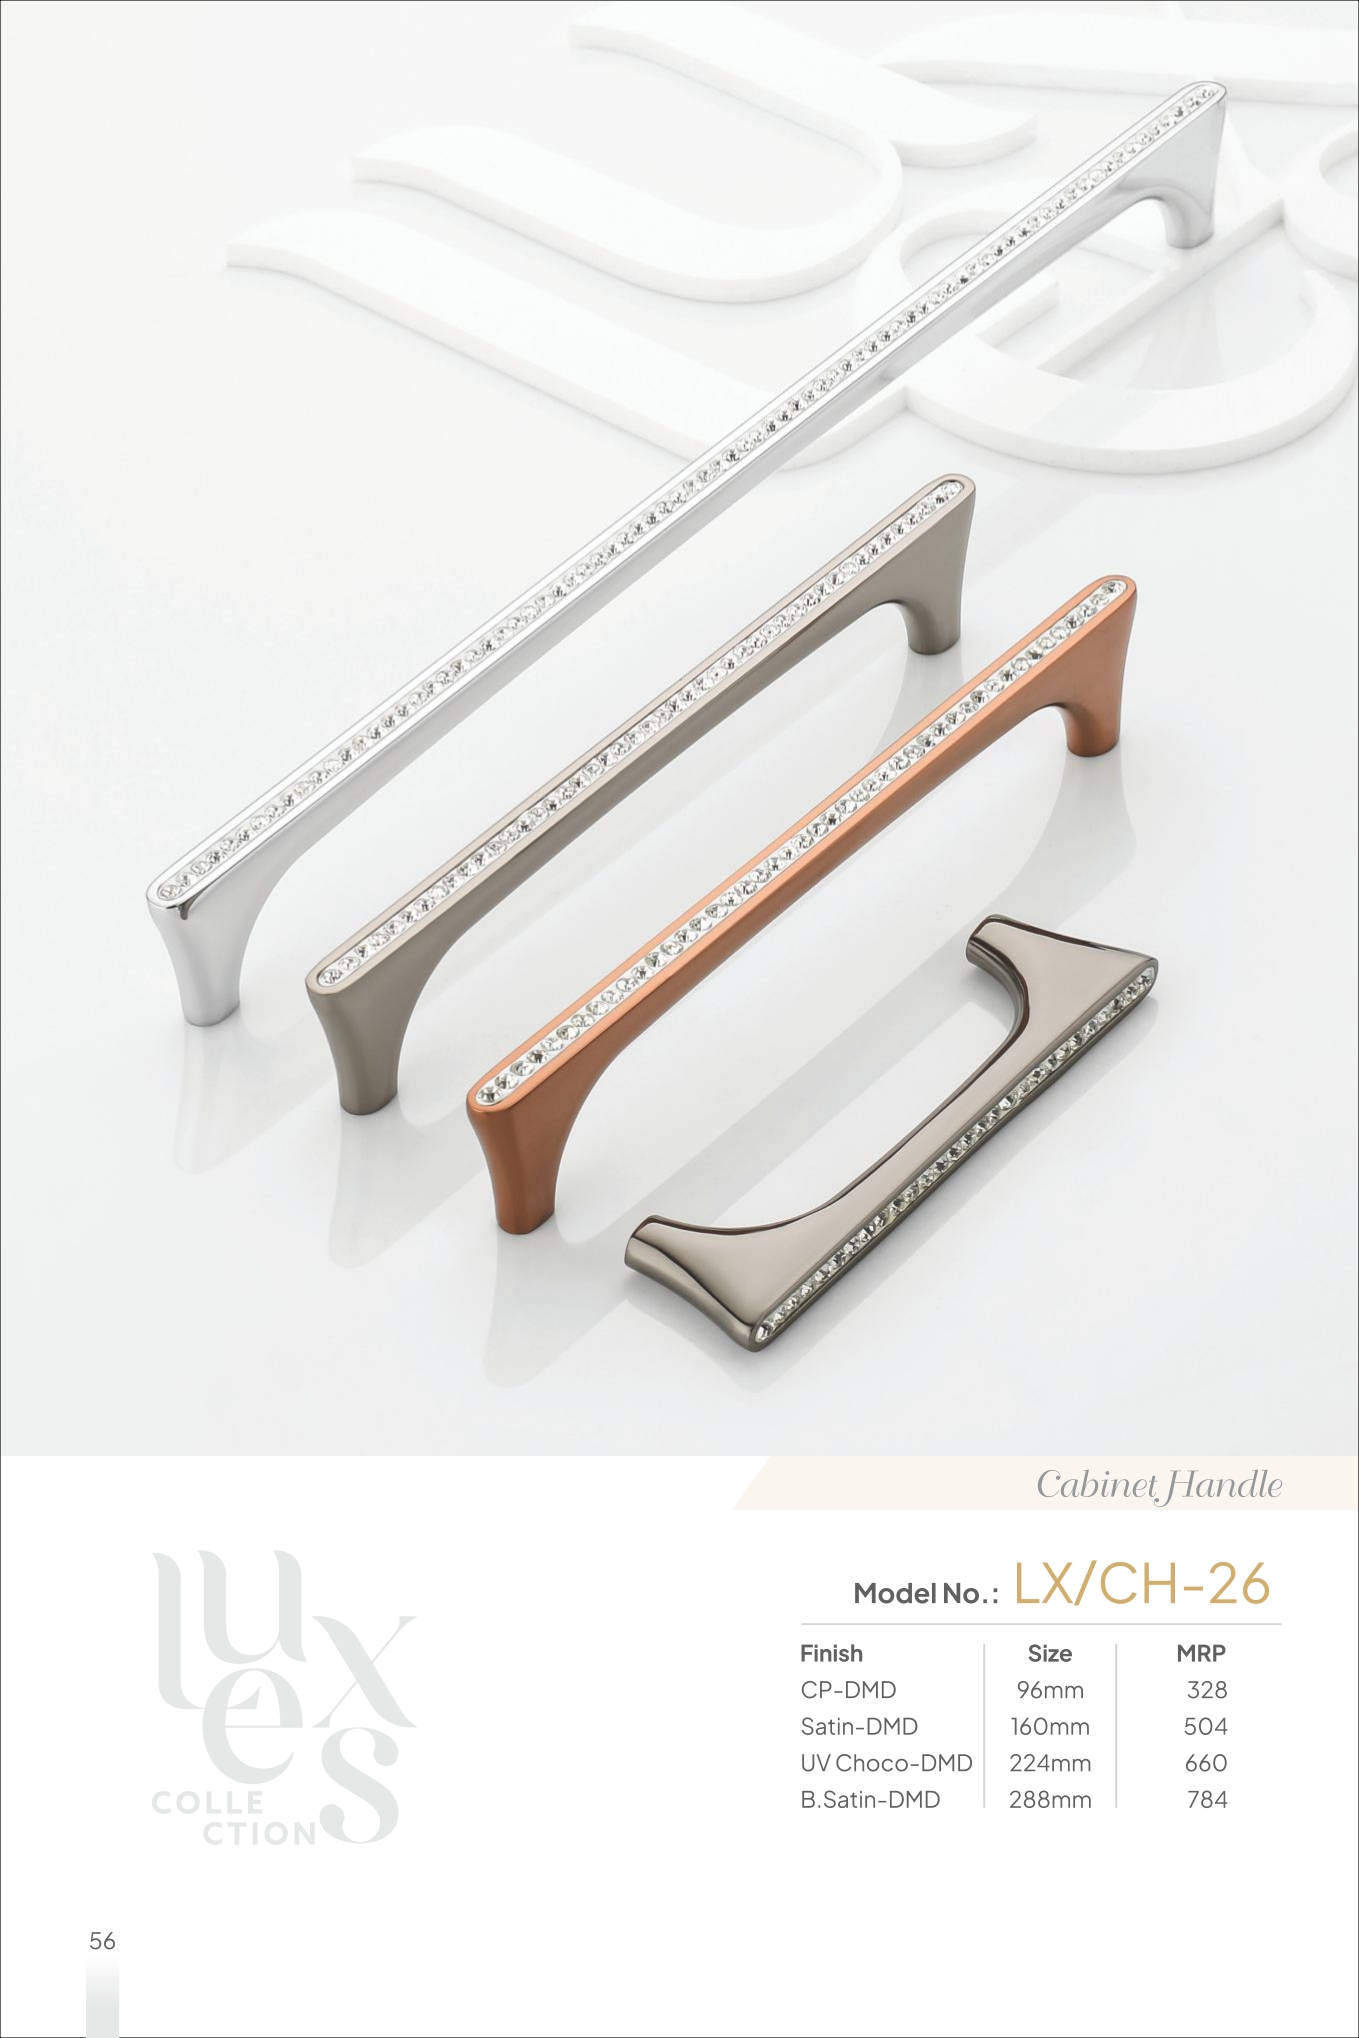 Cabinet Handle
luxes
COLLE
CTION
Model No.: LX/CH-26
Finish Size MRP
CP-DMD 96mm 328
Satin-DMD 160mm 504
UV Choco-DMD 224mm 660
B.Satin-DMD 288mm 784
56